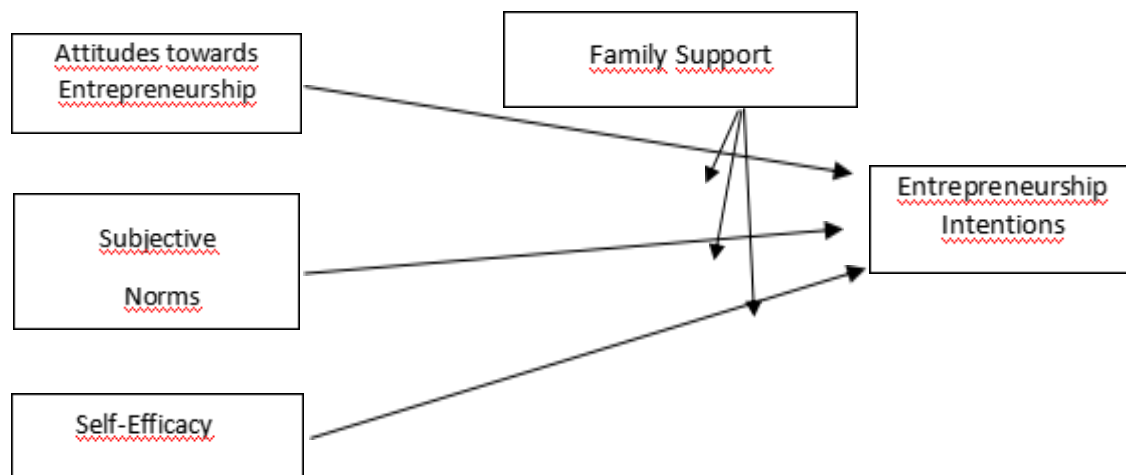 Attitudes towards
Entrepreneurship
Family Support
Entrepreneurship
Intentions
Subjective
Norms
Self-Efficacy